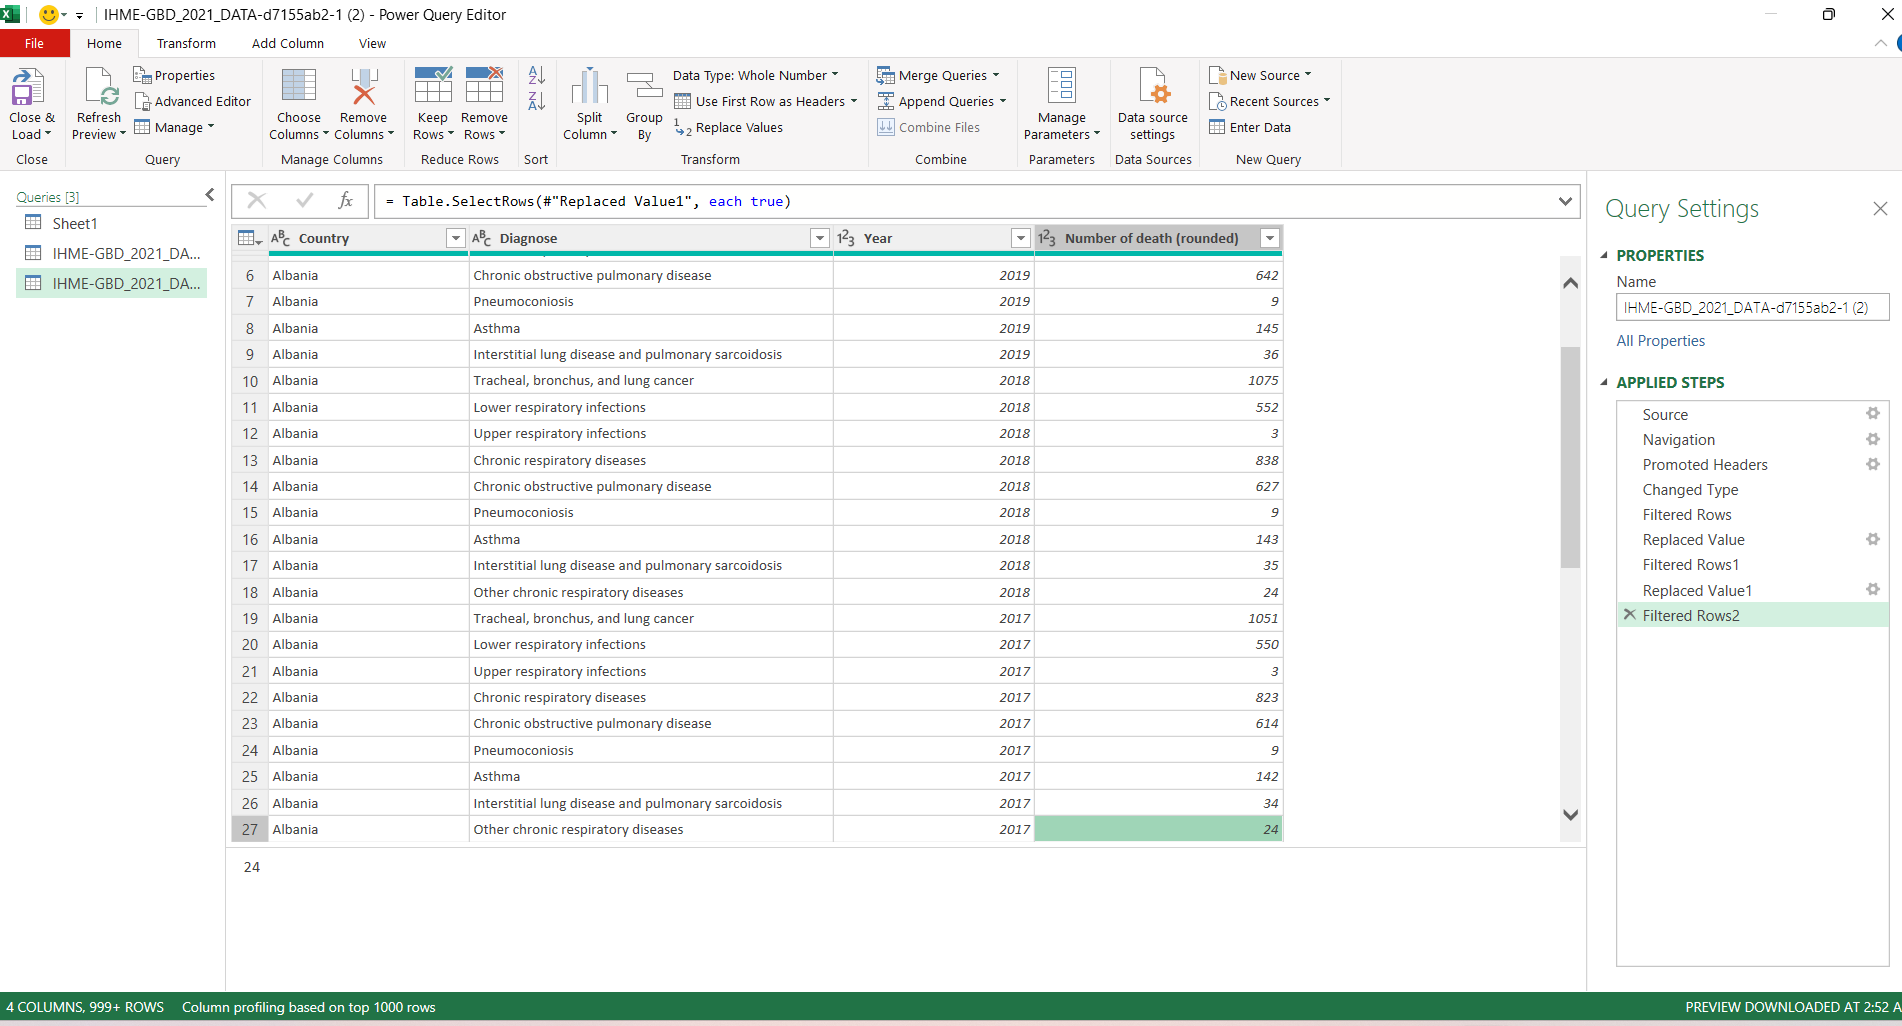 IHME-GBD_2021_DATA-d7155ab2-1 (2) - Power Query Editor
File Home Transform Add Column View
Close & Load
Close
Refresh Preview
Properties
Advanced Editor
Manage
Query
Choose Columns
Remove Columns
Manage Columns
Keep Rows
Remove Rows
Reduce Rows
Sort
Split Column
Group By
Data Type: Whole Number
Use First Row as Headers
Replace Values
Transform
Merge Queries
Append Queries
Combine Files
Combine
Manage Parameters
Parameters
Data source settings
Data Sources
New Source
Recent Sources
Enter Data
New Query
Queries [3]
Sheet1
IHME-GBD_2021_DA...
IHME-GBD_2021_DA...
fx = Table.SelectRows(#"Replaced Value1", each true)
ABC Country ABC Diagnose 123 Year 123 Number of death (rounded)
6 Albania Chronic obstructive pulmonary disease 2019 642
7 Albania Pneumoconiosis 2019 9
8 Albania Asthma 2019 145
9 Albania Interstitial lung disease and pulmonary sarcoidosis 2019 36
10 Albania Tracheal, bronchus, and lung cancer 2018 1075
11 Albania Lower respiratory infections 2018 552
12 Albania Upper respiratory infections 2018 3
13 Albania Chronic respiratory diseases 2018 838
14 Albania Chronic obstructive pulmonary disease 2018 627
15 Albania Pneumoconiosis 2018 9
16 Albania Asthma 2018 143
17 Albania Interstitial lung disease and pulmonary sarcoidosis 2018 35
18 Albania Other chronic respiratory diseases 2018 24
19 Albania Tracheal, bronchus, and lung cancer 2017 1051
20 Albania Lower respiratory infections 2017 550
21 Albania Upper respiratory infections 2017 3
22 Albania Chronic respiratory diseases 2017 823
23 Albania Chronic obstructive pulmonary disease 2017 614
24 Albania Pneumoconiosis 2017 9
25 Albania Asthma 2017 142
26 Albania Interstitial lung disease and pulmonary sarcoidosis 2017 34
27 Albania Other chronic respiratory diseases 2017 24
24
Query Settings
PROPERTIES
Name
IHME-GBD_2021_DATA-d7155ab2-1 (2)
All Properties
APPLIED STEPS
Source
Navigation
Promoted Headers
Changed Type
Filtered Rows
Replaced Value
Filtered Rows1
Replaced Value1
Filtered Rows2
4 COLUMNS, 999+ ROWS Column profiling based on top 1000 rows
PREVIEW DOWNLOADED AT 2:52 A